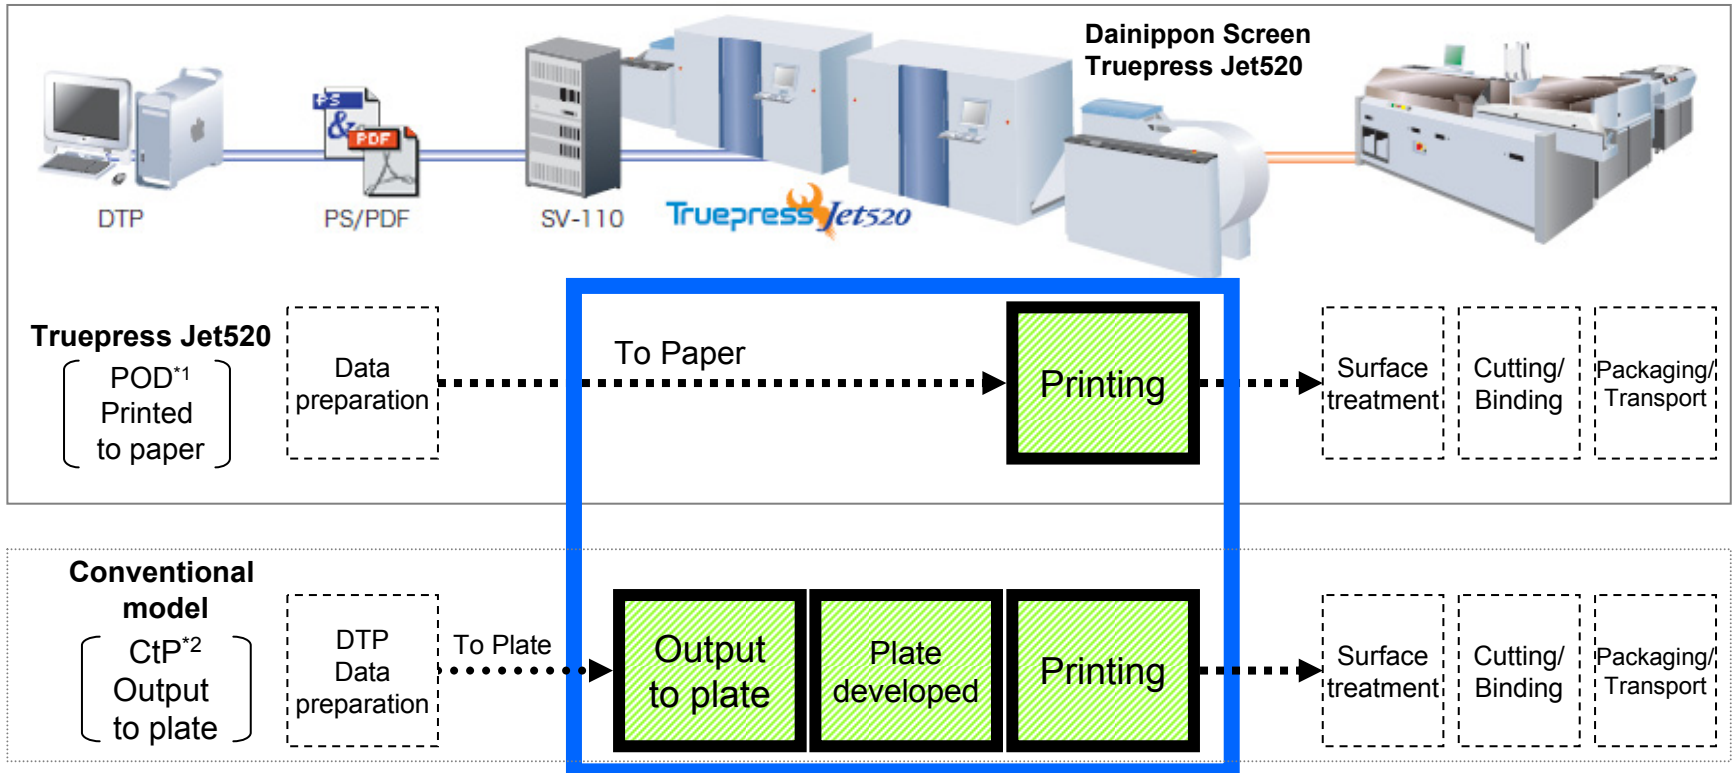 Dainippon Screen
Truepress Jet520
PS
&
PDF
DTP
PS/PDF
SV-110
Truepress Jet520
Truepress Jet520
POD*1
Printed
to paper
Data
preparation
To Paper
Printing
Surface
treatment
Cutting/
Binding
Packaging/
Transport
Conventional
model
CtP*2
Output
to plate
DTP
Data
preparation
To Plate
Output
to plate
Plate
developed
Printing
Surface
treatment
Cutting/
Binding
Packaging/
Transport